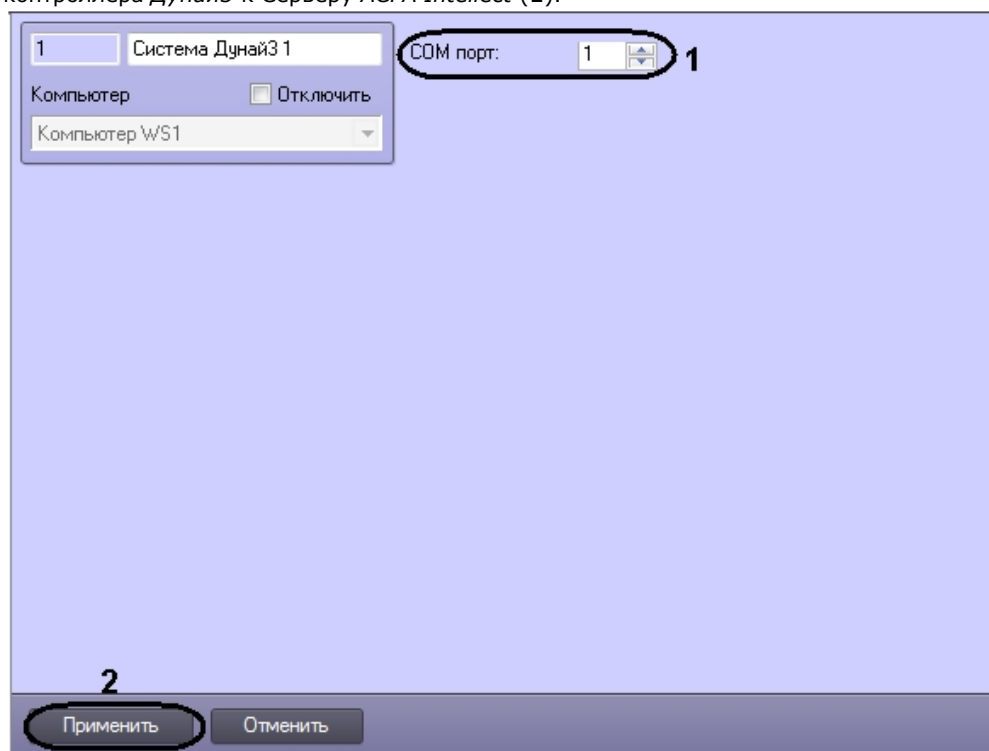 контроллера Дунай3 к Серверу ACFA Intellect (1).
1 Система Дунай3 1 COM порт: 1 1
Компьютер Отключить
Компьютер WS1
2
Применить Отменить